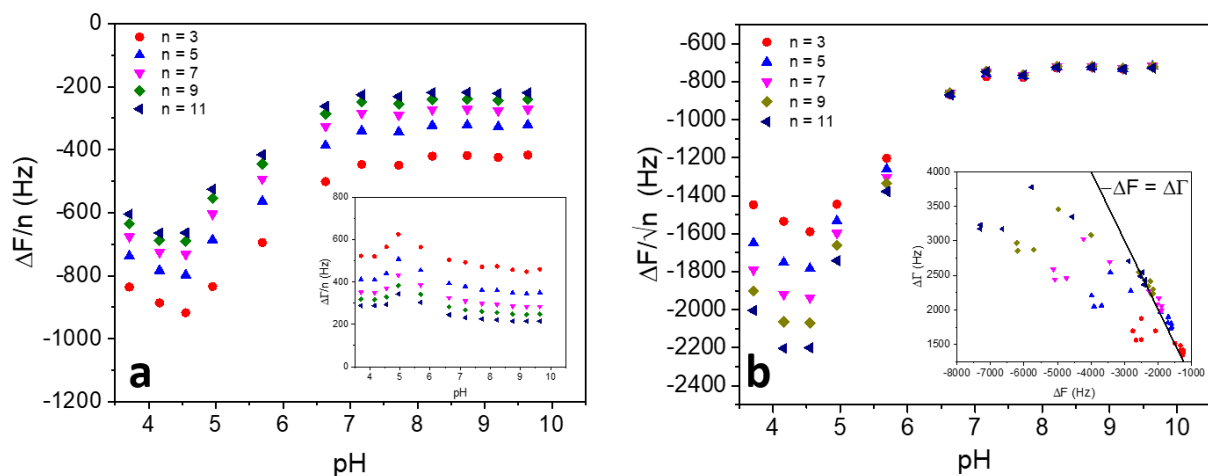 0
-200
-400
-600
-800
-1000
-1200
ΔF/n (Hz)
n = 3
n = 5
n = 7
n = 9
n = 11
800
600
400
200
0
ΔΓ/n (Hz)
4 5 6 7 8 9 10
pH
a
4 5 6 7 8 9 10
pH
-600
-800
-1000
-1200
-1400
-1600
-1800
-2000
-2200
-2400
ΔF/√n (Hz)
n = 3
n = 5
n = 7
n = 9
n = 11
4000
3500
3000
2500
2000
1500
ΔΓ (Hz)
ΔF = ΔΓ
-8000 -7000 -6000 -5000 -4000 -3000 -2000 -1000
ΔF (Hz)
b
4 5 6 7 8 9 10
pH